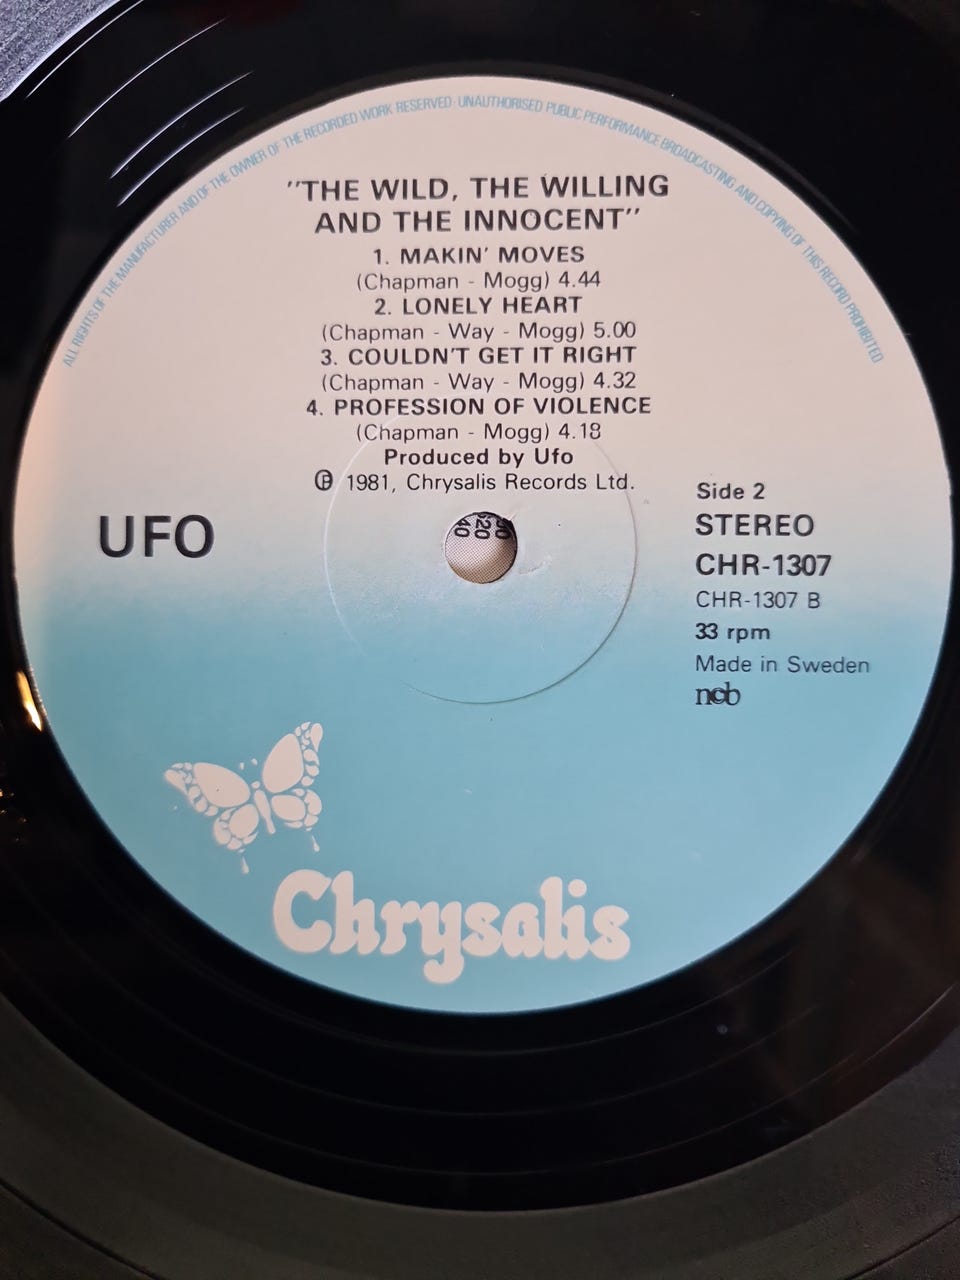 ALL RIGHTS OF THE MANUFACTURER AND OF THE OWNER OF THE RECORDED WORK RESERVED · UNAUTHORISED PUBLIC PERFORMANCE BROADCASTING AND COPYING OF THIS RECORD PROHIBITED
"THE WILD, THE WILLING
AND THE INNOCENT"
1. MAKIN' MOVES
(Chapman - Mogg) 4.44
2. LONELY HEART
(Chapman - Way - Mogg) 5.00
3. COULDN'T GET IT RIGHT
(Chapman - Way - Mogg) 4.32
4. PROFESSION OF VIOLENCE
(Chapman - Mogg) 4.18
Produced by Ufo
Ⓟ 1981, Chrysalis Records Ltd.
UFO
Side 2
STEREO
CHR-1307
CHR-1307 B
33 rpm
Made in Sweden
ncb
Chrysalis